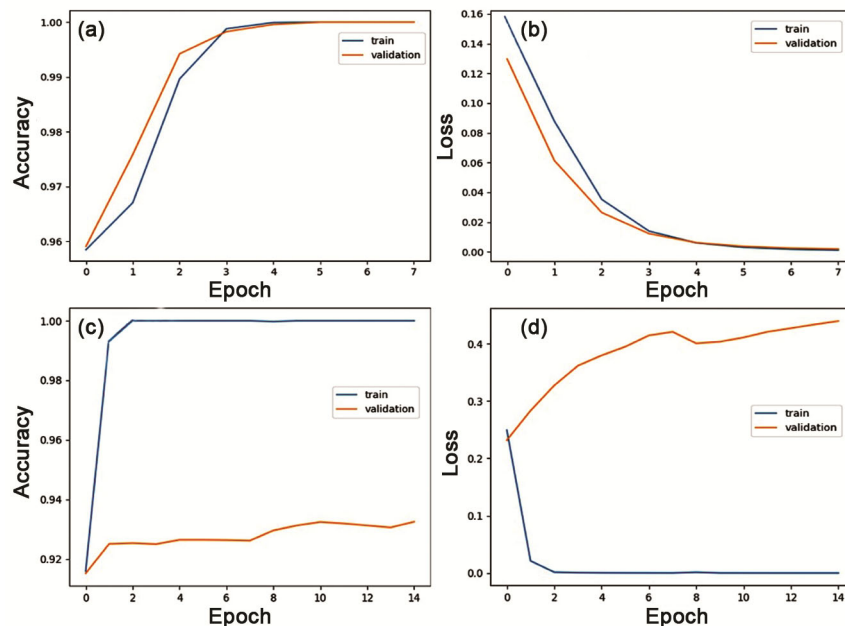 (a)
1.00
0.99
0.98
0.97
0.96
Accuracy
train
validation
0 1 2 3 4 5 6 7
Epoch
(b)
0.16
0.14
0.12
0.10
0.08
0.06
0.04
0.02
0.00
Loss
train
validation
0 1 2 3 4 5 6 7
Epoch
(c)
1.00
0.98
0.96
0.94
0.92
Accuracy
train
validation
0 2 4 6 8 10 12 14
Epoch
(d)
0.4
0.3
0.2
0.1
0.0
Loss
train
validation
0 2 4 6 8 10 12 14
Epoch